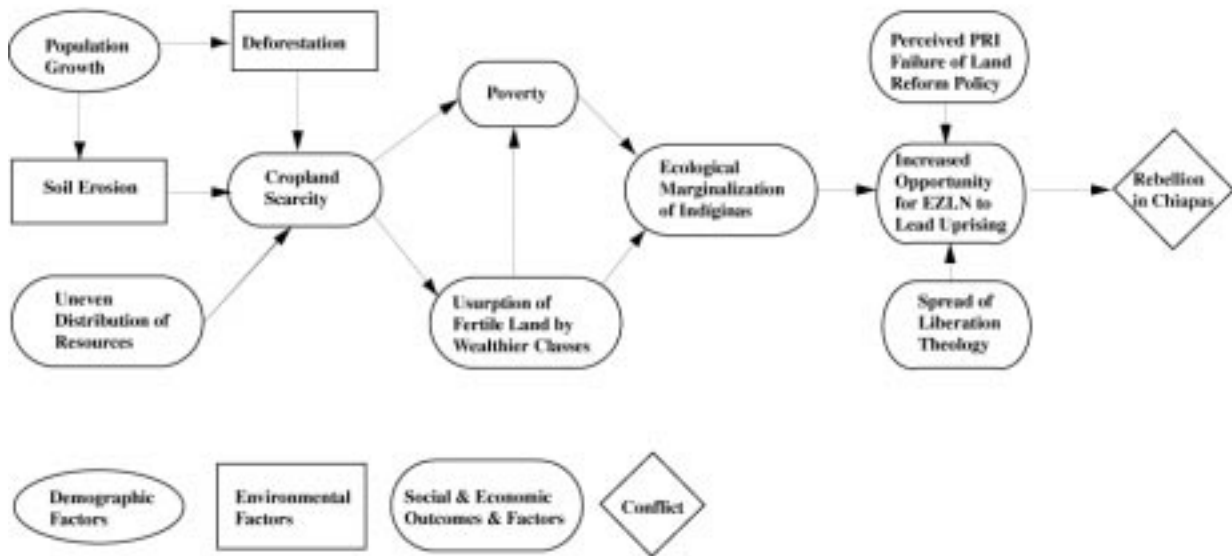 Population
Growth
Deforestation
Perceived PRI
Failure of Land
Reform Policy
Poverty
Soil Erosion
Cropland
Scarcity
Ecological
Marginalization
of Indíginas
Increased
Opportunity
for EZLN to
Lead Uprising
Rebellion
in Chiapas
Uneven
Distribution of
Resources
Usurption of
Fertile Land by
Wealthier Classes
Spread of
Liberation
Theology
Demographic
Factors
Environmental
Factors
Social & Economic
Outcomes & Factors
Conflict